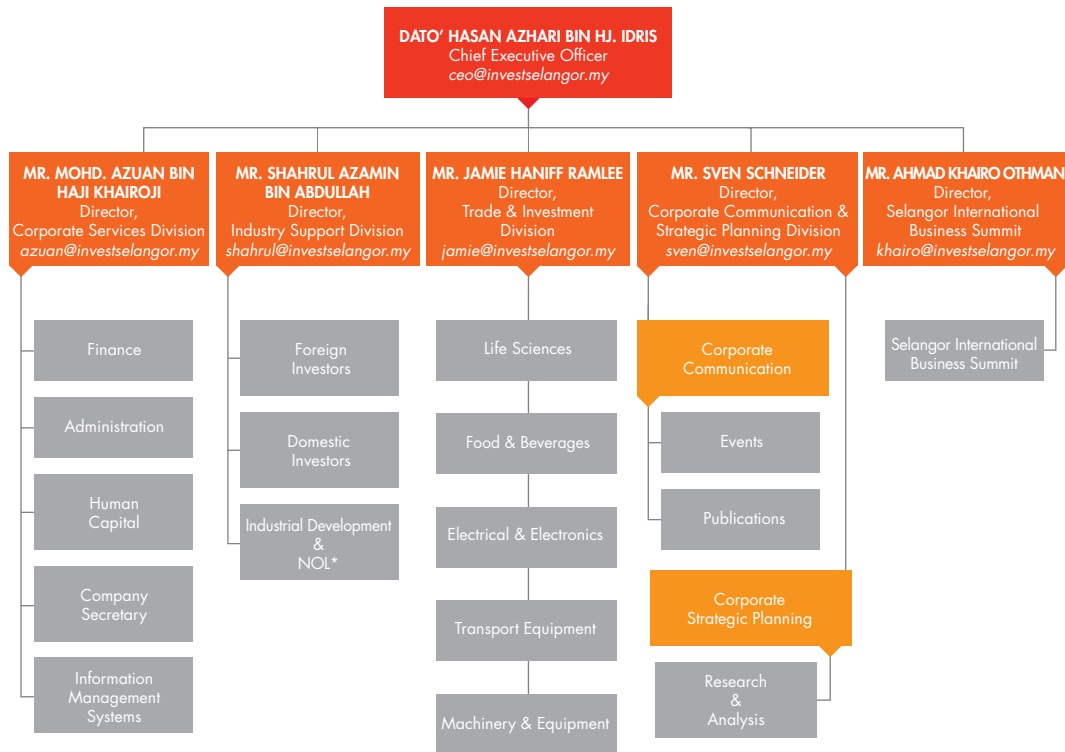 DATO’ HASAN AZHARI BIN HJ. IDRIS
Chief Executive Officer
ceo@investselangor.my
MR. MOHD. AZUAN BIN
HAJI KHAIROJI
Director,
Corporate Services Division
azuan@investselangor.my
MR. SHAHRUL AZAMIN
BIN ABDULLAH
Director,
Industry Support Division
shahrul@investselangor.my
MR. JAMIE HANIFF RAMLEE
Director,
Trade & Investment
Division
jamie@investselangor.my
MR. SVEN SCHNEIDER
Director,
Corporate Communication &
Strategic Planning Division
sven@investselangor.my
MR. AHMAD KHAIRO OTHMAN
Director,
Selangor International
Business Summit
khairo@investselangor.my
Finance
Administration
Human
Capital
Company
Secretary
Information
Management
Systems
Foreign
Investors
Domestic
Investors
Industrial Development
&
NOL*
Life Sciences
Food & Beverages
Electrical & Electronics
Transport Equipment
Machinery & Equipment
Corporate
Communication
Events
Publications
Corporate
Strategic Planning
Research
&
Analysis
Selangor International
Business Summit